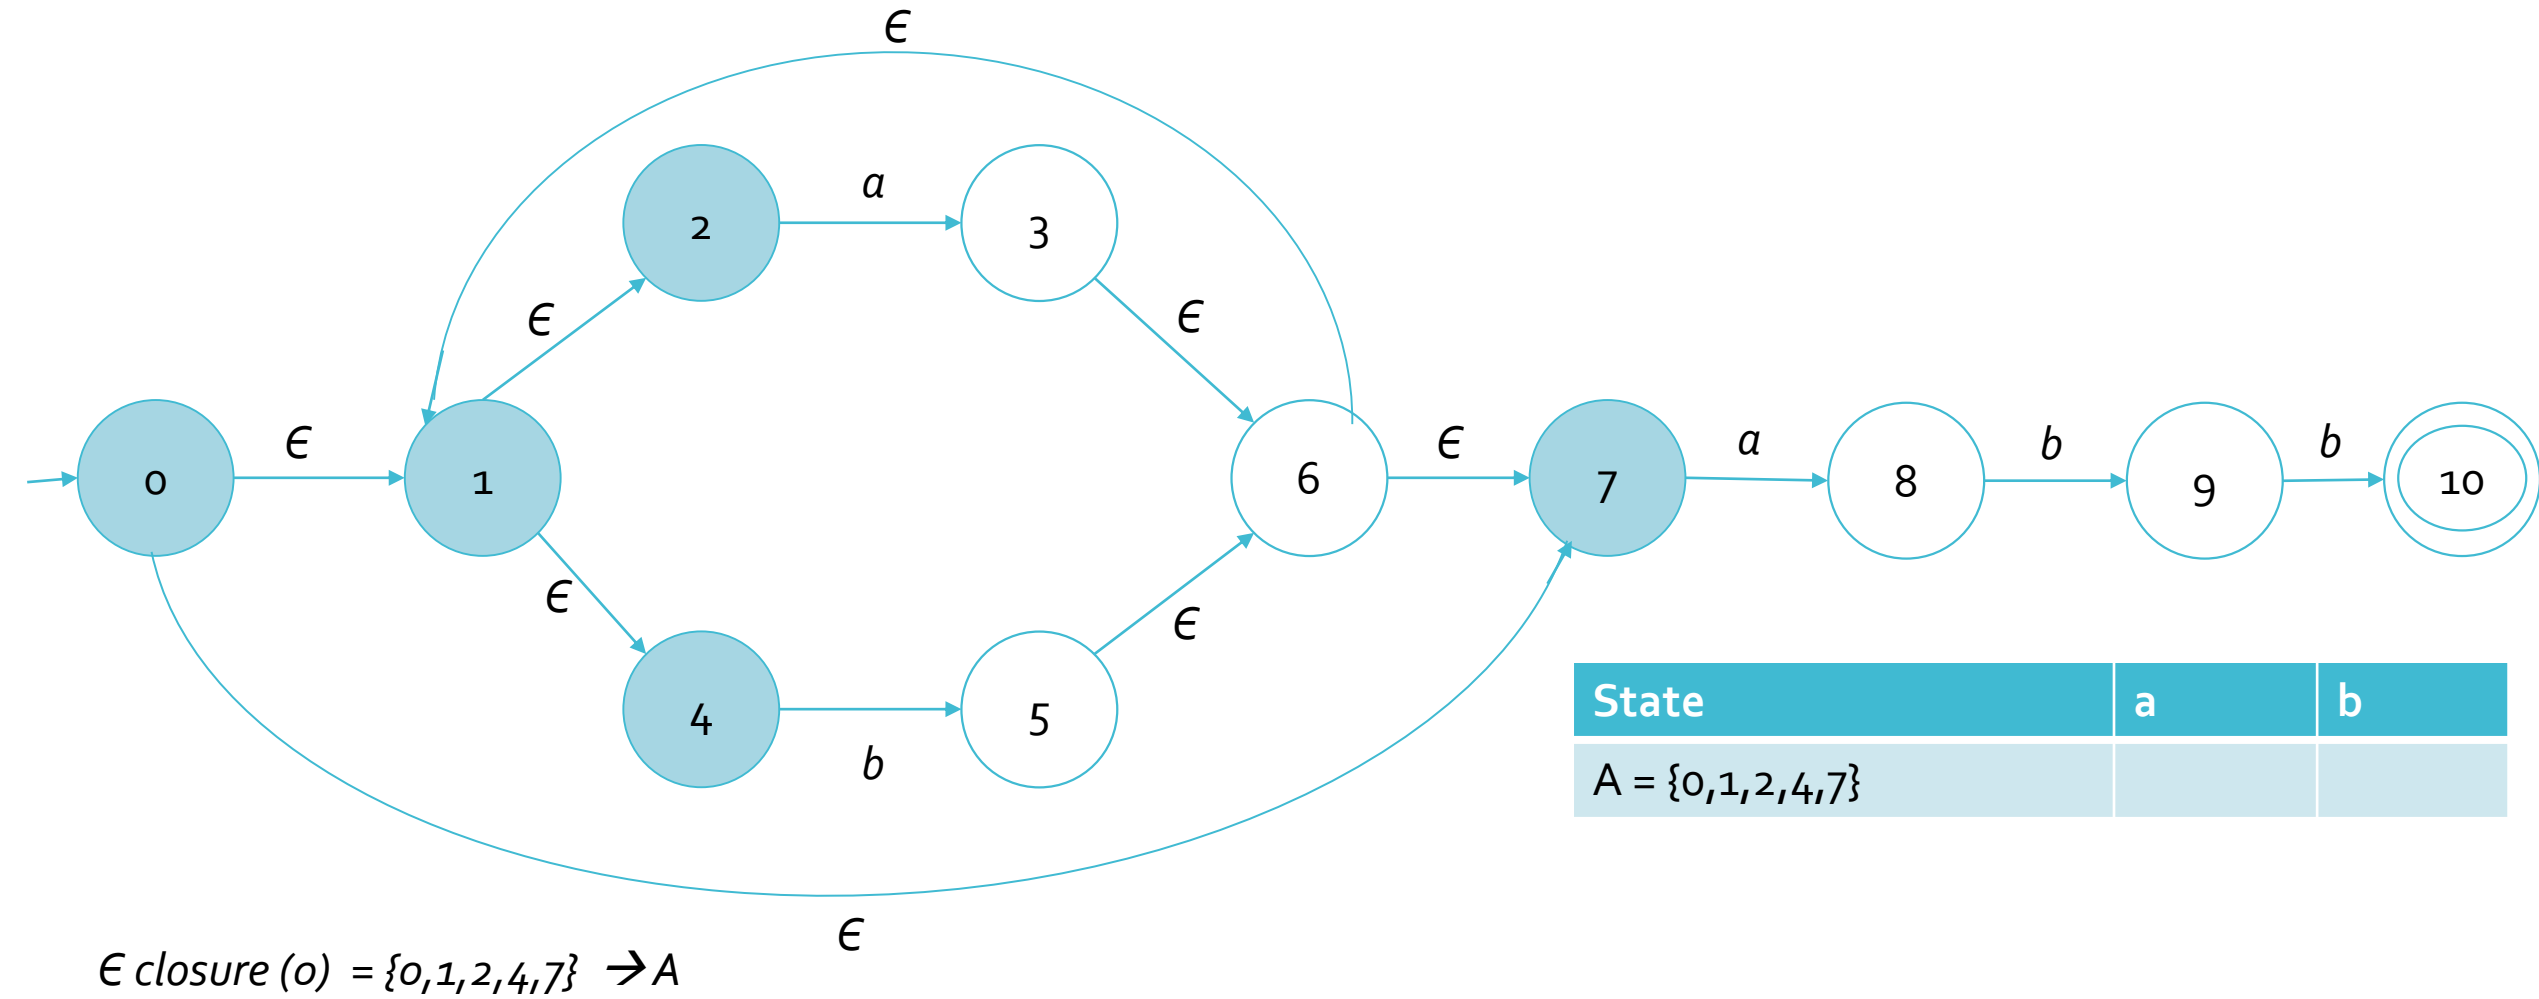 ϵ
2 a 3
ϵ ϵ
0 ϵ 1 6 ϵ 7 a 8 b 9 b 10
ϵ ϵ
4 b 5
State a b
A = {0,1,2,4,7}
ϵ
ϵ closure (0) = {0,1,2,4,7} → A